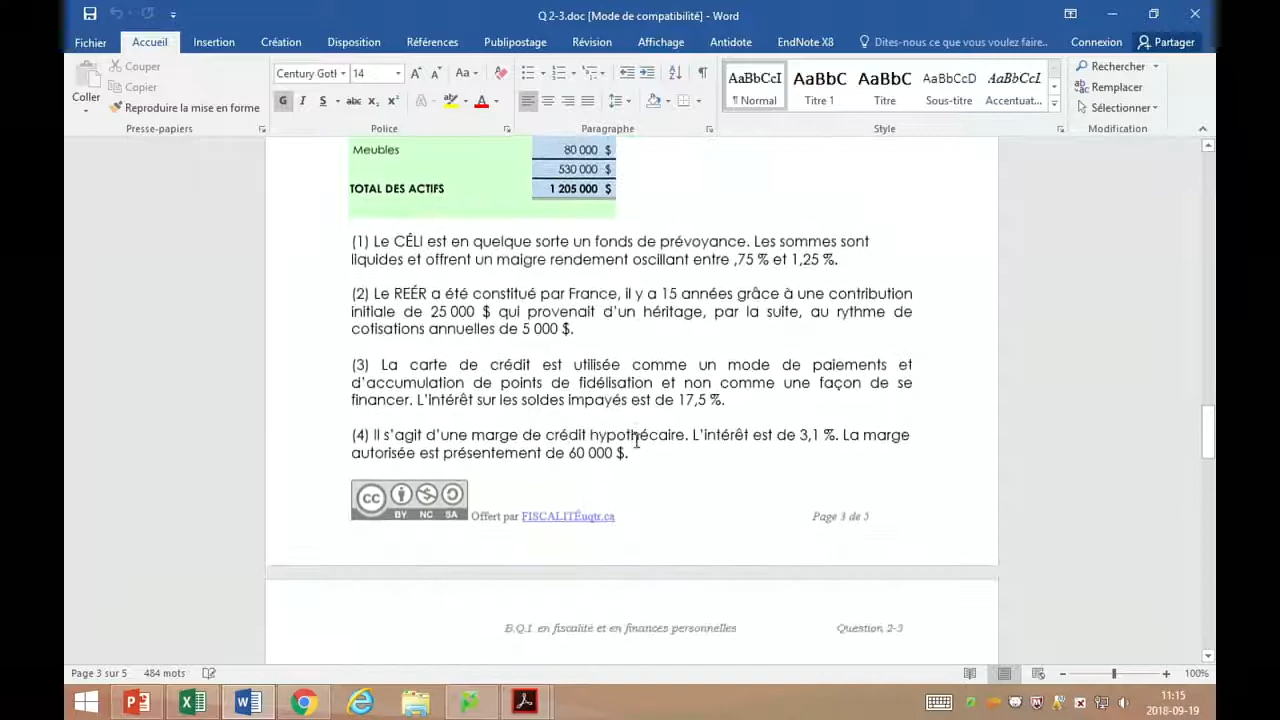 Q 2-3.doc [Mode de compatibilité] - Word
Fichier Accueil Insertion Création Disposition Références Publipostage Révision Affichage Antidote EndNote X8 Dites-nous ce que vous voulez faire.. Connexion Partager
Coller
Couper
Copier
Reproduire la mise en forme
Presse-papiers
Century Gotl 14
G I S abc x₂ x²
Police
Paragraphe
AaBbCcI AaBbC AaBbC AaBbCcD AaBbCcI
¶ Normal Titre 1 Titre Sous-titre Accentuat...
Style
Rechercher
Remplacer
Sélectionner
Modification
Meubles 80 000 $
530 000 $
TOTAL DES ACTIFS 1 205 000 $
(1) Le CÉLI est en quelque sorte un fonds de prévoyance. Les sommes sont
liquides et offrent un maigre rendement oscillant entre ,75 % et 1,25 %.
(2) Le REÉR a été constitué par France, il y a 15 années grâce à une contribution
initiale de 25 000 $ qui provenait d'un héritage, par la suite, au rythme de
cotisations annuelles de 5 000 $.
(3) La carte de crédit est utilisée comme un mode de paiements et
d'accumulation de points de fidélisation et non comme une façon de se
financer. L'intérêt sur les soldes impayés est de 17,5 %.
(4) Il s'agit d'une marge de crédit hypothécaire. L'intérêt est de 3,1 %. La marge
autorisée est présentement de 60 000 $.
cc BY NC SA Offert par FISCALITÉuqtr.ca Page 3 de 5
B.Q.I. en fiscalité et en finances personnelles Question 2-3
Page 3 sur 5 484 mots 100%
11:15
2018-09-19